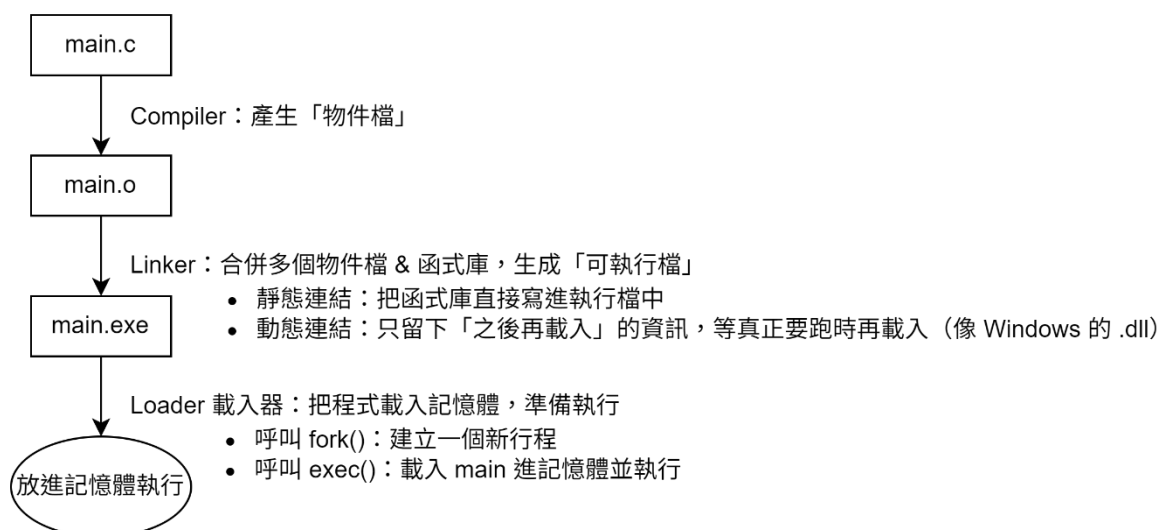 main.c
Compiler：產生「物件檔」
main.o
Linker：合併多個物件檔 & 函式庫，生成「可執行檔」
• 靜態連結：把函式庫直接寫進執行檔中
main.exe
• 動態連結：只留下「之後再載入」的資訊，等真正要跑時再載入（像 Windows 的 .dll）
Loader 載入器：把程式載入記憶體，準備執行
• 呼叫 fork()：建立一個新行程
• 呼叫 exec()：載入 main 進記憶體並執行
放進記憶體執行